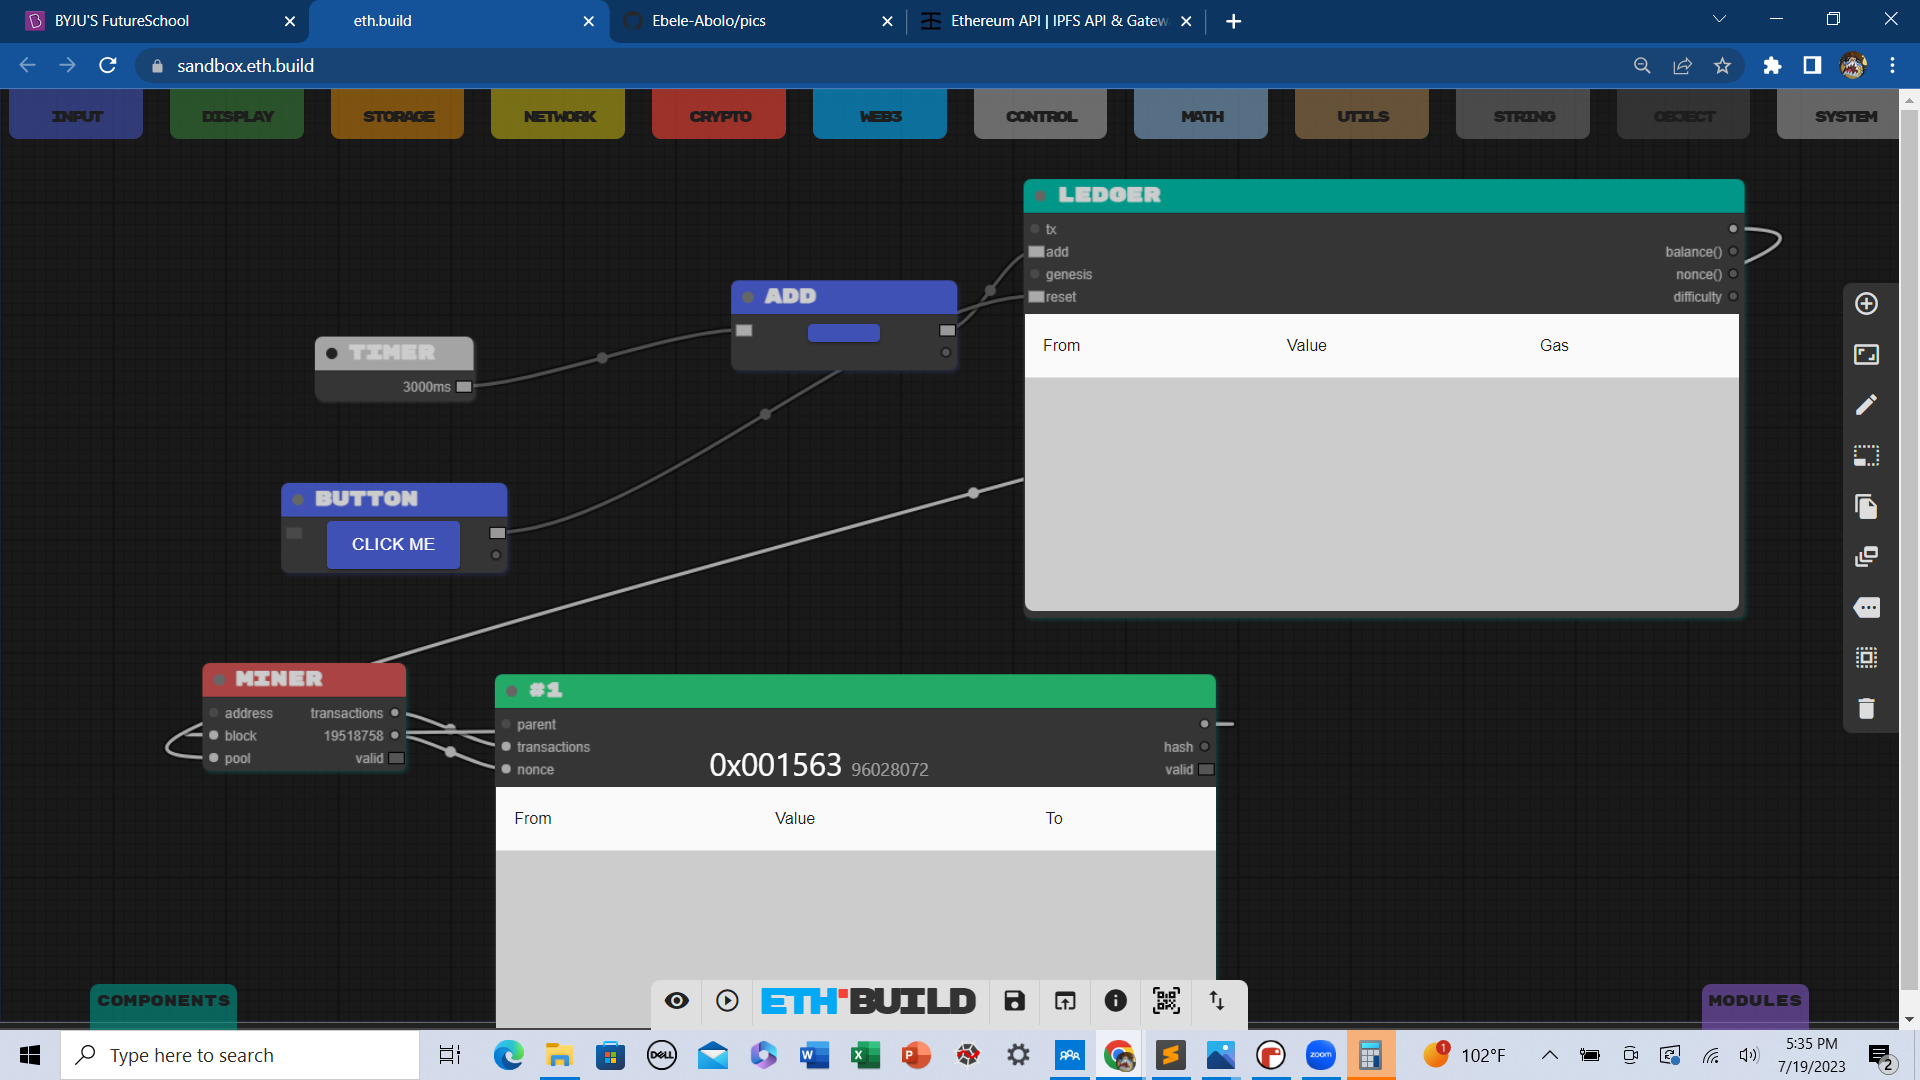 BYJU'S FutureSchool
eth.build
Ebele-Abolo/pics
Ethereum API | IPFS API & Gatew
sandbox.eth.build
INPUT
DISPLAY
STORAGE
NETWORK
CRYPTO
WEB3
CONTROL
MATH
UTILS
STRING
OBJECT
SYSTEM
LEDGER
tx
add
balance()
genesis
nonce()
reset
difficulty
From Value Gas
ADD
TIMER
3000ms
BUTTON
CLICK ME
MINER
address transactions
block 19518758
pool valid
#1
parent
transactions
hash
nonce
0x001563 96028072
valid
From Value To
COMPONENTS
ETH BUILD
MODULES
Type here to search
DELL
zoom
1
102°F
5:35 PM
7/19/2023
2